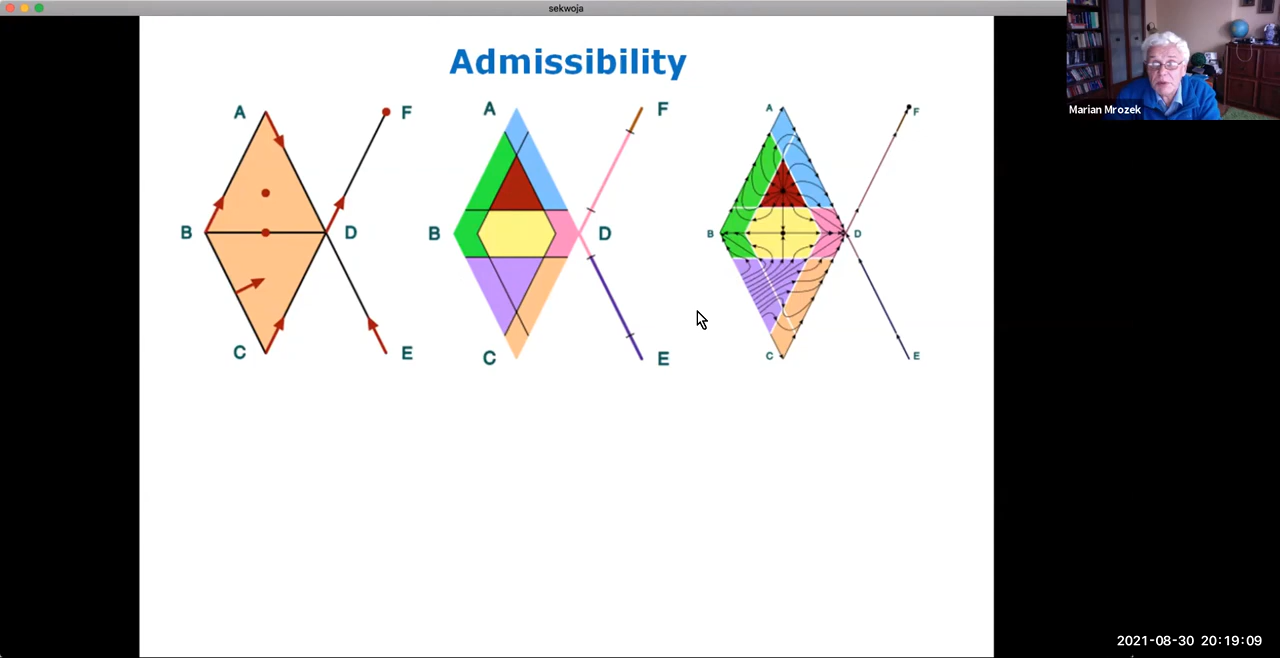 sekwoja
Admissibility
Marian Mrozek
A
F
B
D
C
E
A
F
B
D
C
E
A
F
B
D
C
E
2021-08-30 20:19:09